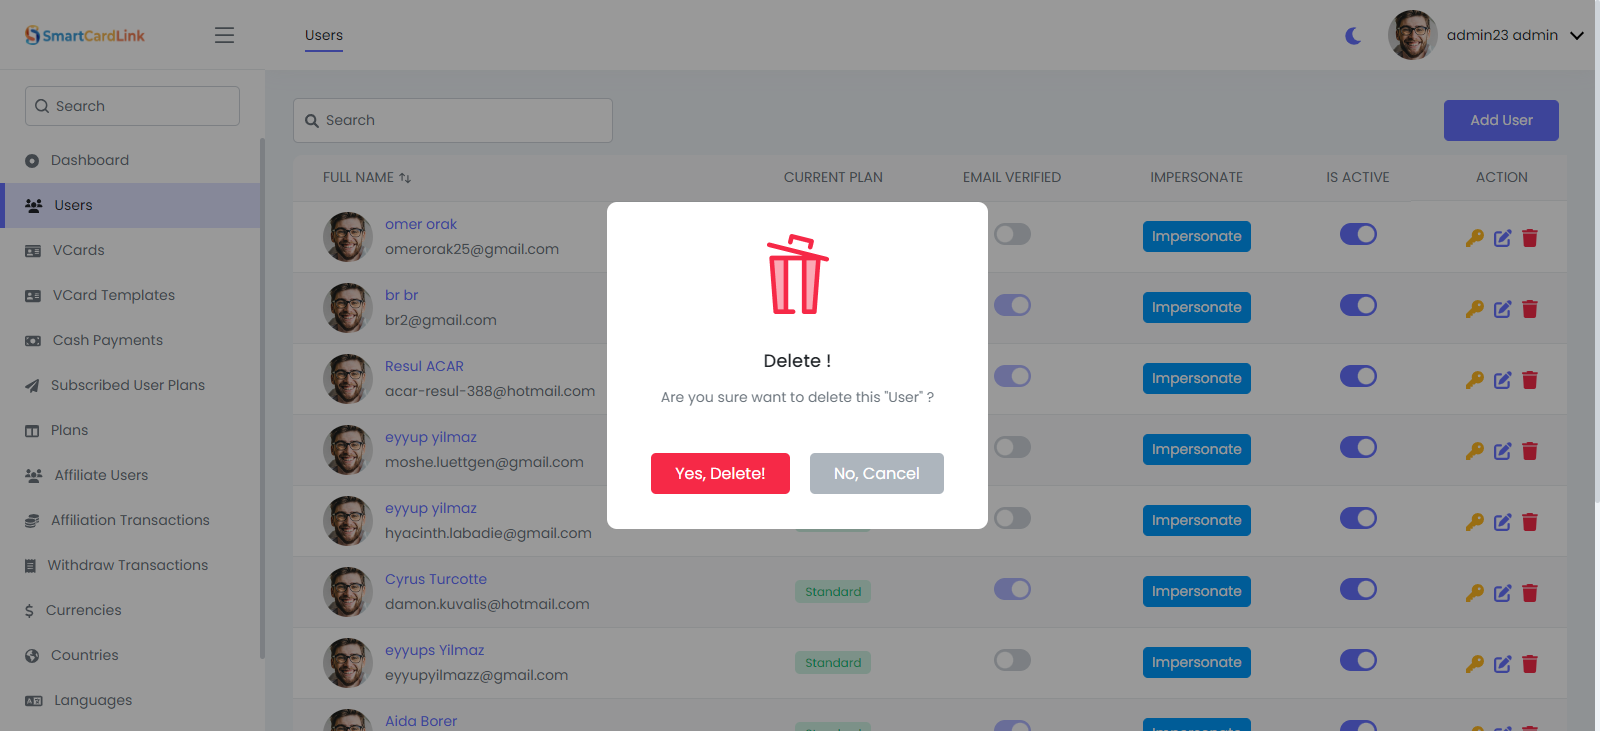 SmartCardLink
Users
admin23 admin
Search
Dashboard
Users
VCards
VCard Templates
Cash Payments
Subscribed User Plans
Plans
Affiliate Users
Affiliation Transactions
Withdraw Transactions
Currencies
Countries
Languages
Search
Add User
FULL NAME CURRENT PLAN EMAIL VERIFIED IMPERSONATE IS ACTIVE ACTION
omer orak
omerorak25@gmail.com
Impersonate
br br
br2@gmail.com
Impersonate
Resul ACAR
acar-resul-388@hotmail.com
Impersonate
eyyup yilmaz
moshe.luettgen@gmail.com
Impersonate
eyyup yilmaz
hyacinth.labadie@gmail.com
Impersonate
Cyrus Turcotte
damon.kuvalis@hotmail.com
Standard
Impersonate
eyyups Yilmaz
eyyupyilmazz@gmail.com
Standard
Impersonate
Aida Borer
Delete !
Are you sure want to delete this "User" ?
Yes, Delete!
No, Cancel